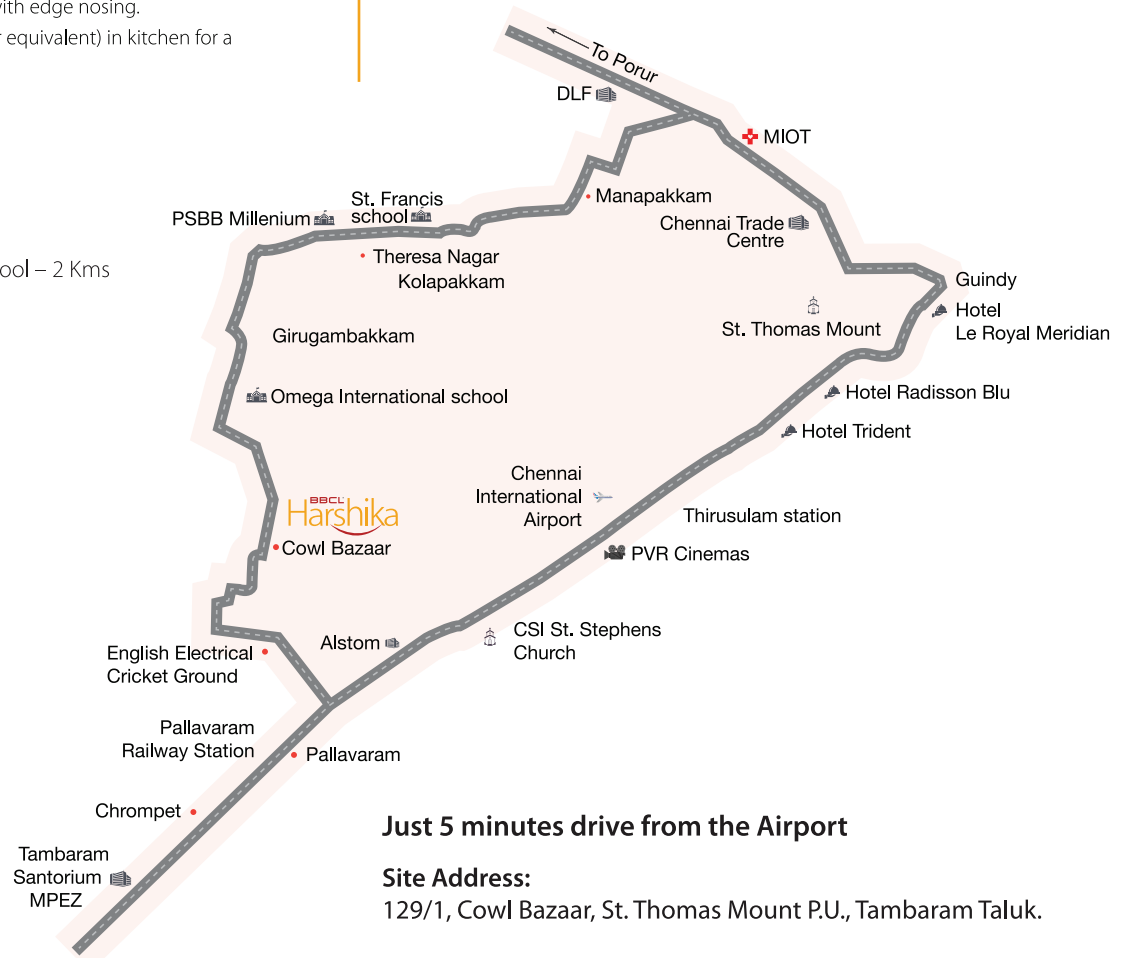 with edge nosing.
r equivalent) in kitchen for a
ool – 2 Kms
To Porur
DLF
MIOT
Manapakkam
St. Francis
school
PSBB Millenium
Chennai Trade
Centre
Theresa Nagar
Kolapakkam
Guindy
Hotel
Le Royal Meridian
St. Thomas Mount
Girugambakkam
Omega International school
Hotel Radisson Blu
Hotel Trident
Chennai
International
Airport
BBCL
Harshika
Thirusulam station
Cowl Bazaar
PVR Cinemas
CSI St. Stephens
Church
Alstom
English Electrical
Cricket Ground
Pallavaram
Railway Station
Pallavaram
Chrompet
Tambaram
Santorium
MPEZ
Just 5 minutes drive from the Airport
Site Address:
129/1, Cowl Bazaar, St. Thomas Mount P.U., Tambaram Taluk.